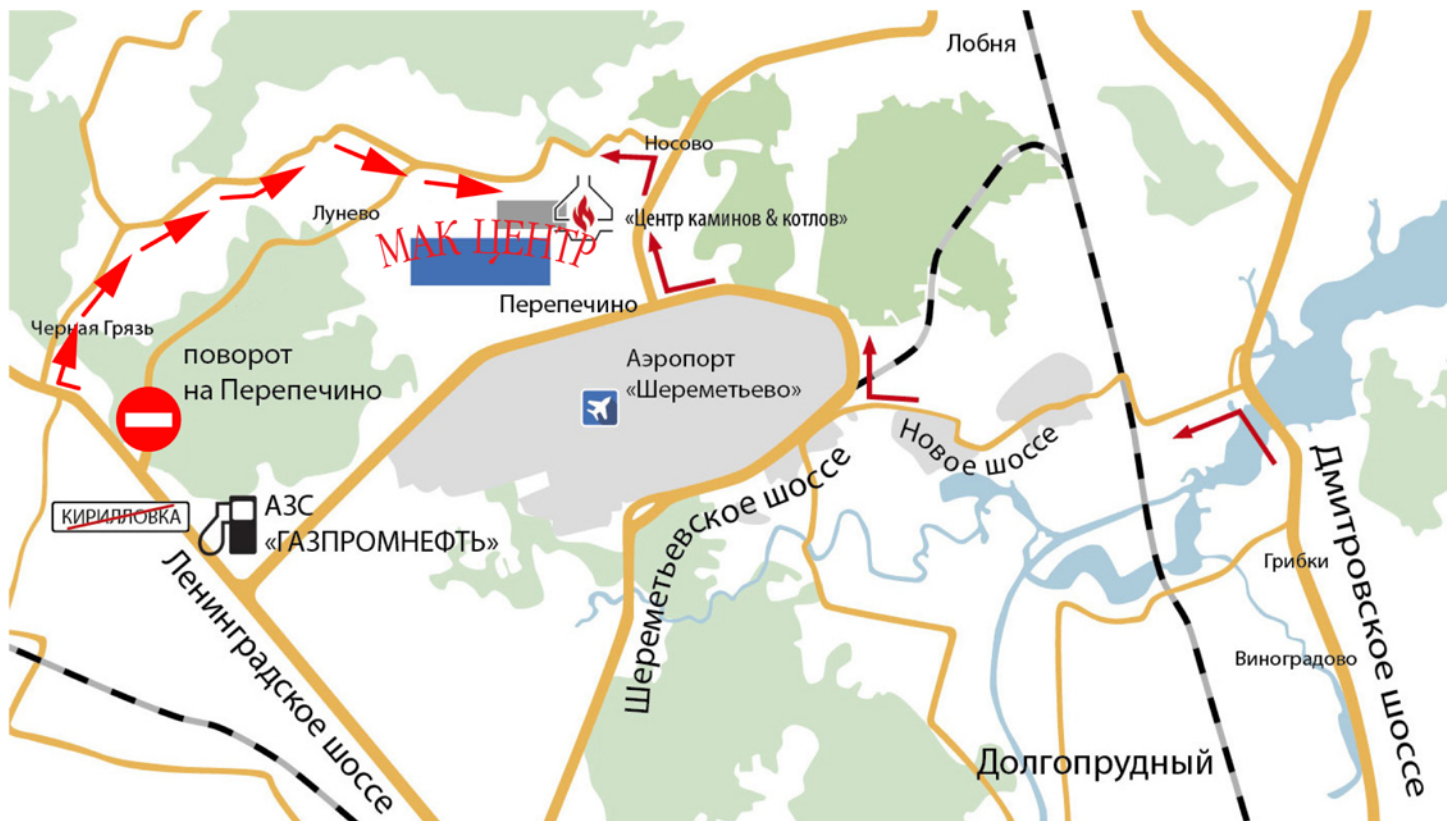 Лобня
Носово
Лунево
«Центр каминов & котлов»
МАК ЦЕНТР
Перепечино
Черная Грязь
поворот
на Перепечино
Аэропорт
«Шереметьево»
Новое шоссе
КИРИЛЛОВКА
АЗС
«ГАЗПРОМНЕФТЬ»
Ленинградское шоссе
Шереметьевское шоссе
Дмитровское шоссе
Грибки
Виноградово
Долгопрудный